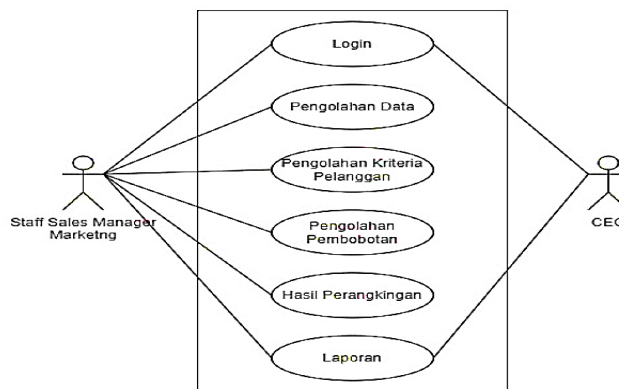 Login
Pengolahan Data
Pengolahan Kriteria
Pelanggan
Pengolahan
Pembobotan
Hasil Perangkingan
Laporan
Staff Sales Manager
Marketng
CEO